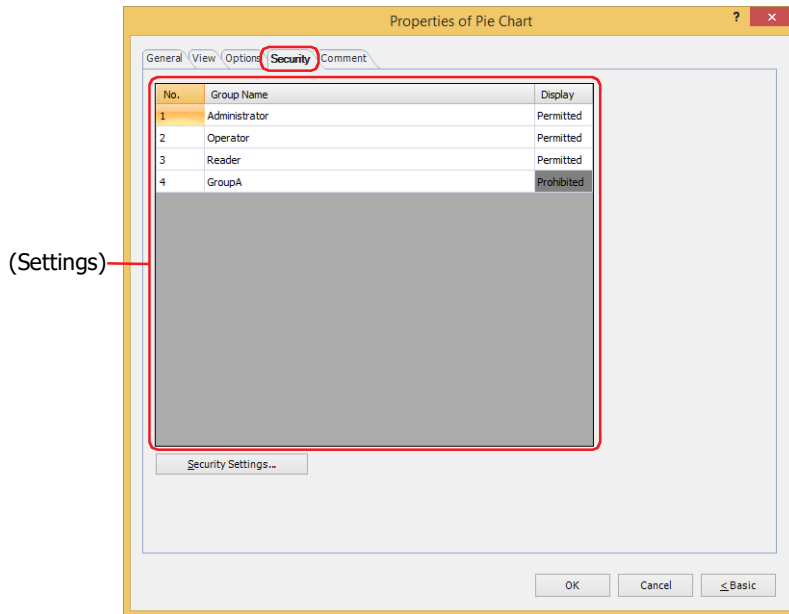 Properties of Pie Chart ? ×
General View Options Security Comment
No. Group Name Display
1 Administrator Permitted
2 Operator Permitted
3 Reader Permitted
4 GroupA Prohibited
(Settings)
Security Settings...
OK Cancel < Basic